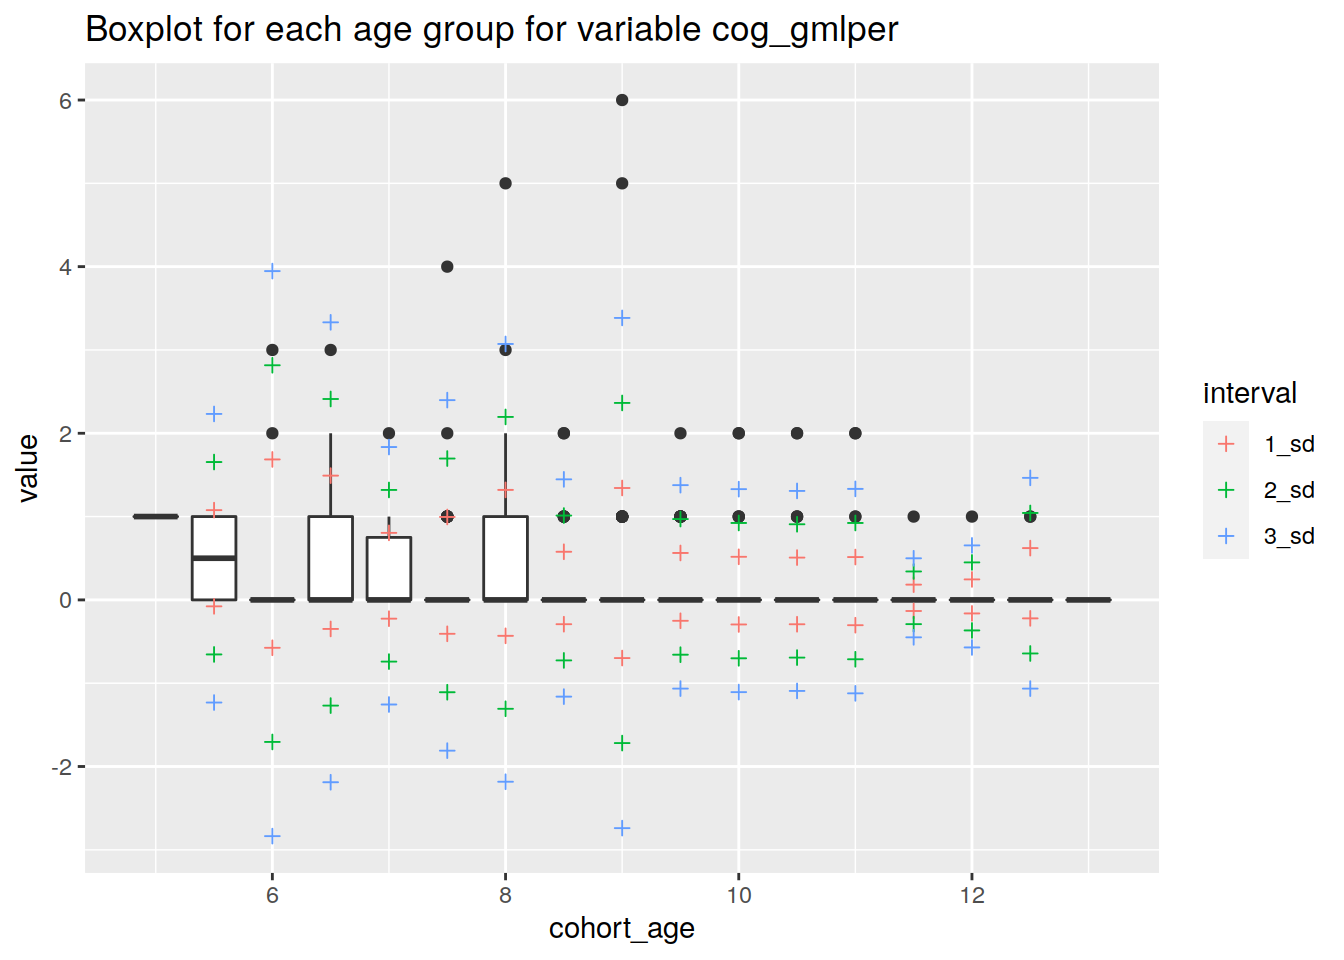 Boxplot for each age group for variable cog_gmlper
value
6
4
2
0
-2
6
8
10
12
cohort_age
interval
1_sd
2_sd
3_sd